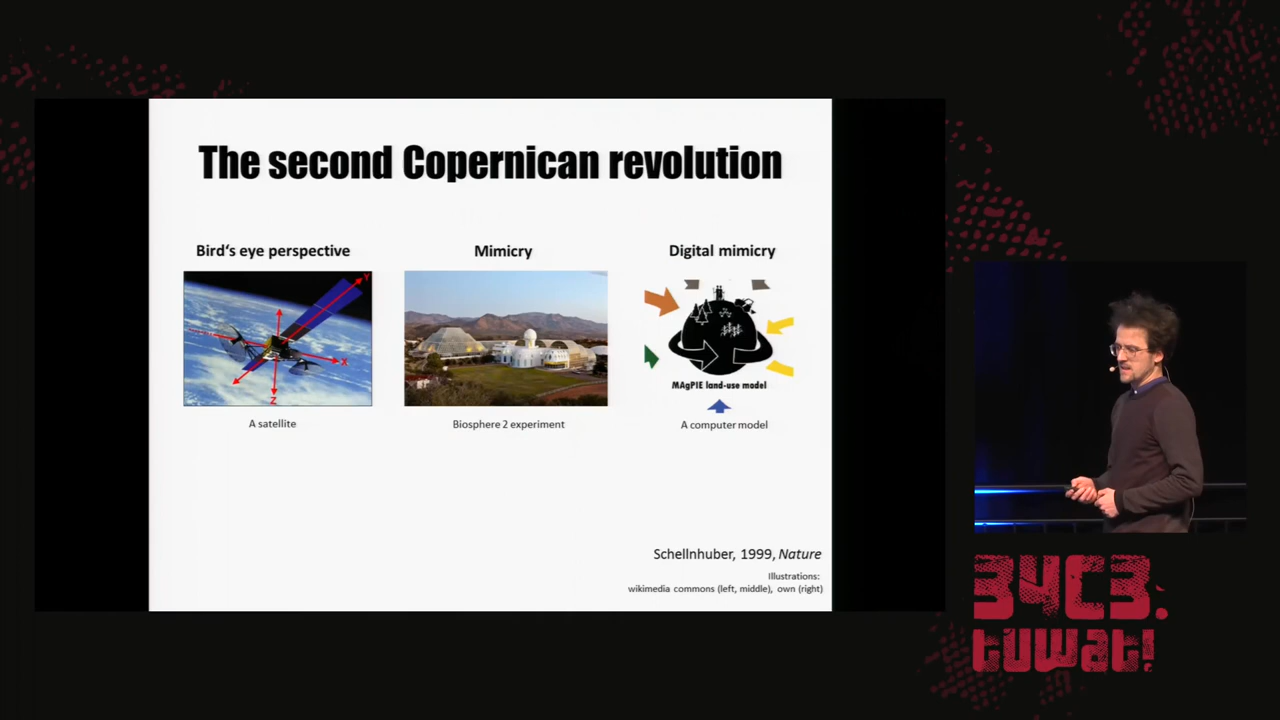 The second Copernican revolution
Bird's eye perspective
Mimicry
Digital mimicry
Y
X
Z
MAgPIE land-use model
A satellite
Biosphere 2 experiment
A computer model
Schellnhuber, 1999, Nature
Illustrations:
wikimedia commons (left, middle), own (right)
34C3.
tuwat!